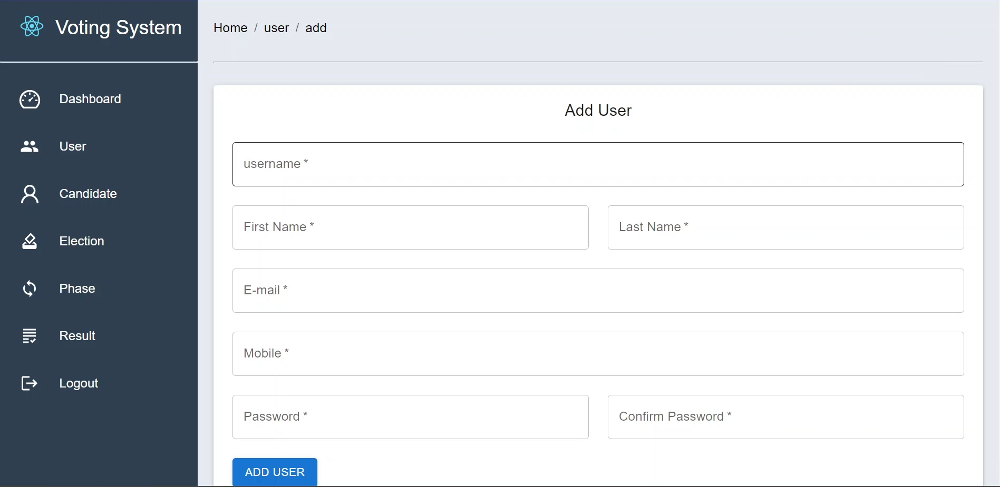 Voting System
Home / user / add
Dashboard
User
Candidate
Election
Phase
Result
Logout
Add User
username *
First Name *
Last Name *
E-mail *
Mobile *
Password *
Confirm Password *
ADD USER